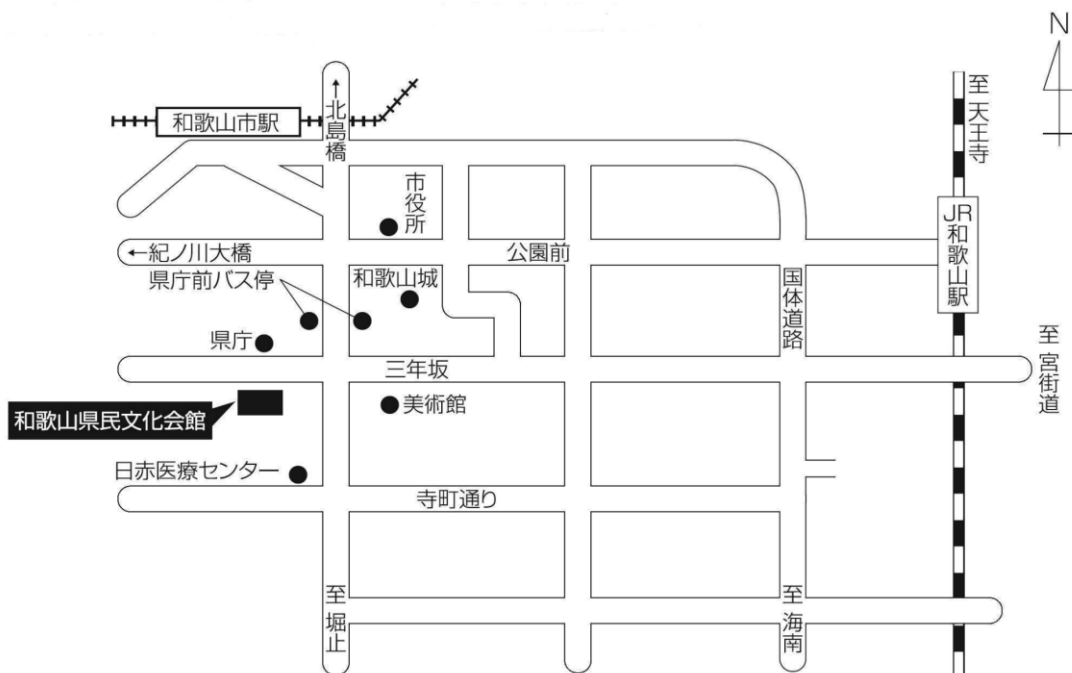 N
至 天王寺
和歌山市駅
↑北島橋
市役所
JR和歌山駅
←紀ノ川大橋
公園前
県庁前バス停
和歌山城
国体道路
県庁
至 宮街道
三年坂
和歌山県民文化会館
美術館
日赤医療センター
寺町通り
至 堀止
至 海南